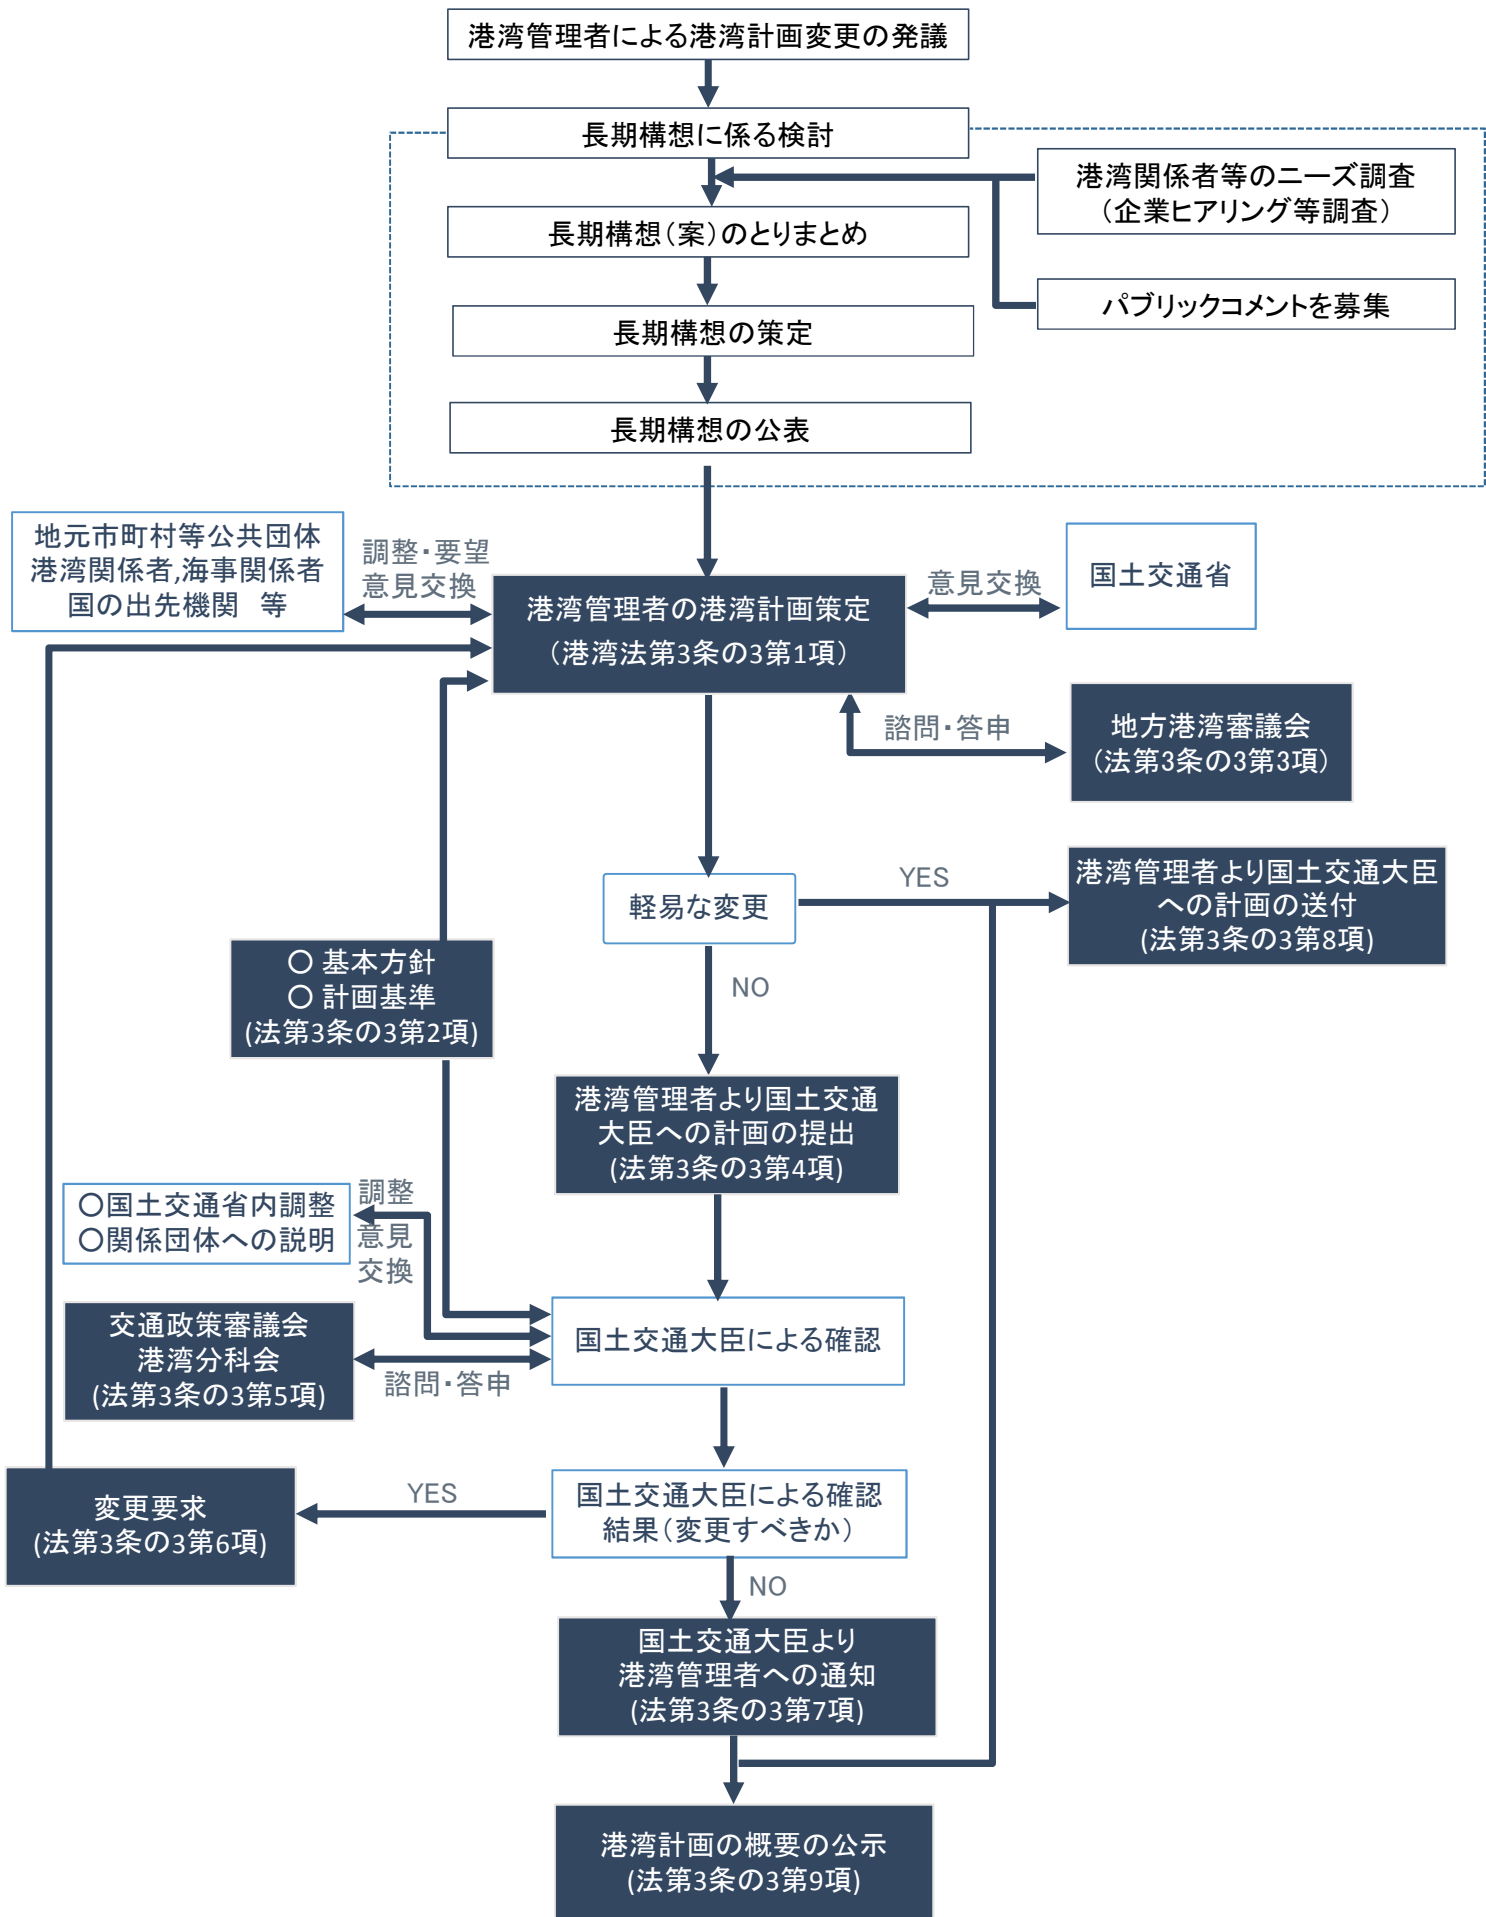 港湾管理者による港湾計画変更の発議
長期構想に係る検討
港湾関係者等のニーズ調査
（企業ヒアリング等調査）
長期構想（案）のとりまとめ
パブリックコメントを募集
長期構想の策定
長期構想の公表
地元市町村等公共団体
港湾関係者,海事関係者
国の出先機関　等
調整・要望
意見交換
港湾管理者の港湾計画策定
（港湾法第3条の3第1項）
意見交換
国土交通省
諮問・答申
地方港湾審議会
（法第3条の3第3項）
軽易な変更
YES
港湾管理者より国土交通大臣
への計画の送付
(法第3条の3第8項)
NO
〇 基本方針
〇 計画基準
(法第3条の3第2項)
港湾管理者より国土交通
大臣への計画の提出
(法第3条の3第4項)
〇国土交通省内調整
〇関係団体への説明
調整
意見
交換
交通政策審議会
港湾分科会
(法第3条の3第5項)
諮問・答申
国土交通大臣による確認
国土交通大臣による確認
結果（変更すべきか）
YES
変更要求
(法第3条の3第6項)
NO
国土交通大臣より
港湾管理者への通知
(法第3条の3第7項)
港湾計画の概要の公示
(法第3条の3第9項)